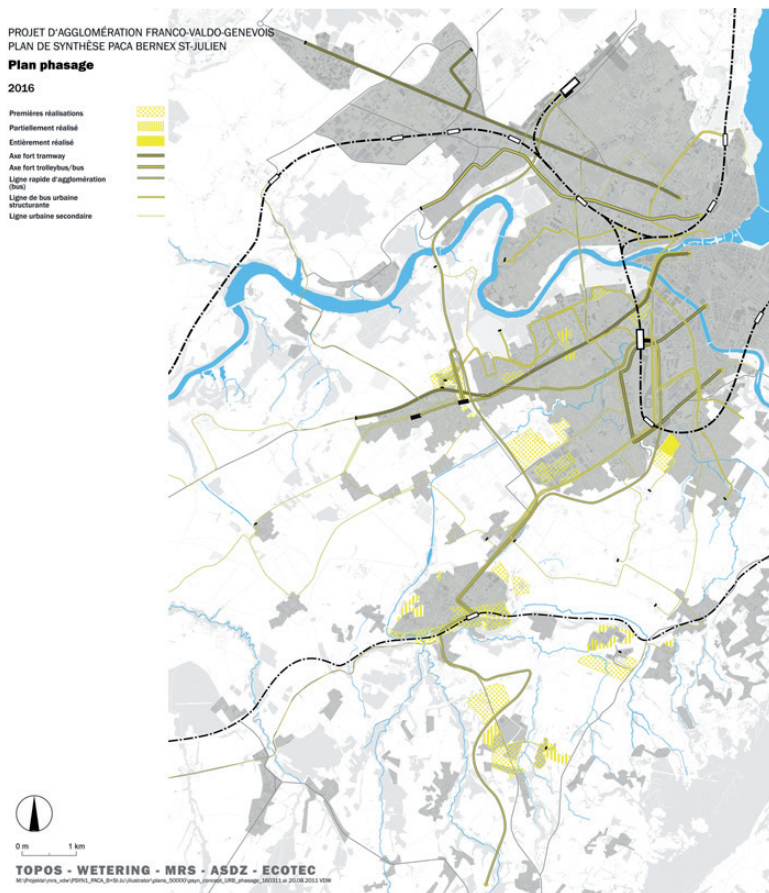 PROJET D'AGGLOMÉRATION FRANCO-VALDO-GENEVOIS
PLAN DE SYNTHÈSE PACA BERNEX ST-JULIEN
Plan phasage
2016
Premières réalisations
Partiellement réalisé
Entièrement réalisé
Axe fort tramway
Axe fort trolleybus/bus
Ligne rapide d'agglomération
(bus)
Ligne de bus urbaine
structurante
Ligne urbaine secondaire
0 m 1 km
TOPOS - WETERING - MRS - ASDZ - ECOTEC